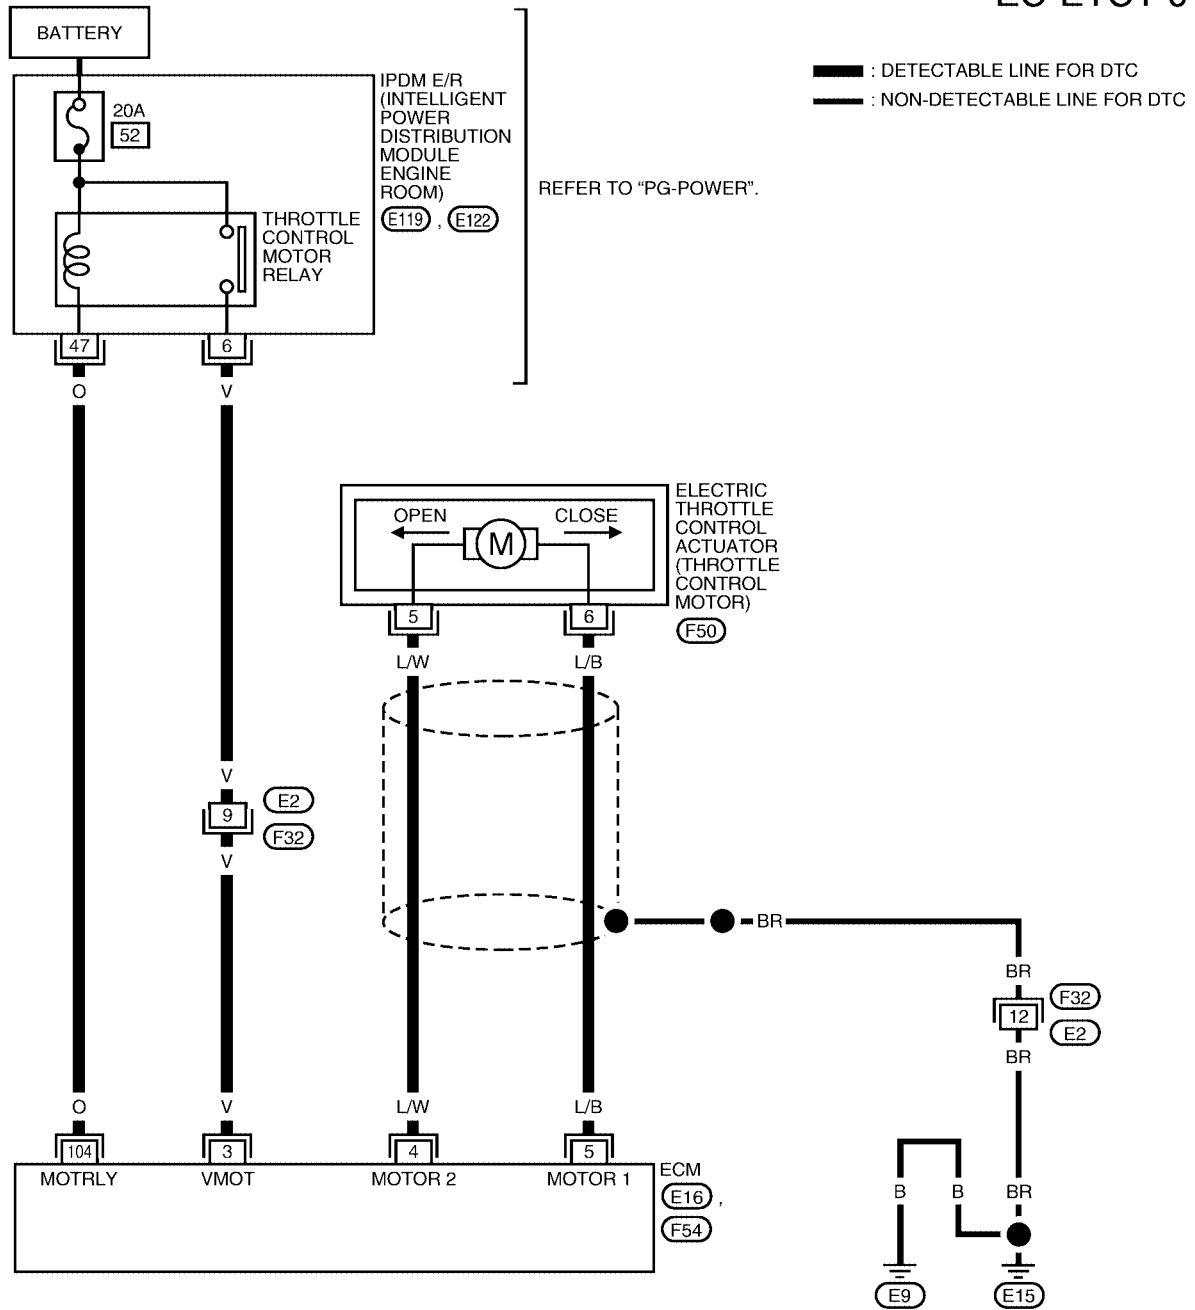 BATTERY
20A
52
IPDM E/R
(INTELLIGENT
POWER
DISTRIBUTION
MODULE
ENGINE
ROOM)
E119 , E122
THROTTLE
CONTROL
MOTOR
RELAY
REFER TO “PG-POWER”.
: DETECTABLE LINE FOR DTC
: NON-DETECTABLE LINE FOR DTC
47
6
O
V
OPEN
CLOSE
M
ELECTRIC
THROTTLE
CONTROL
ACTUATOR
(THROTTLE
CONTROL
MOTOR)
F50
5
6
L/W
L/B
V
9
E2
F32
V
BR
BR
12
F32
E2
BR
O
V
L/W
L/B
104
3
4
5
MOTRLY
VMOT
MOTOR 2
MOTOR 1
ECM
E16 ,
F54
B
B
BR
E9
E15